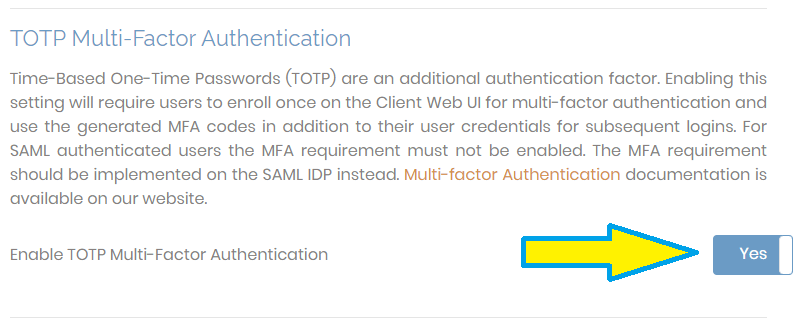 TOTP Multi-Factor Authentication
Time-Based One-Time Passwords (TOTP) are an additional authentication factor. Enabling this
setting will require users to enroll once on the Client Web UI for multi-factor authentication and
use the generated MFA codes in addition to their user credentials for subsequent logins. For
SAML authenticated users the MFA requirement must not be enabled. The MFA requirement
should be implemented on the SAML IDP instead. Multi-factor Authentication documentation is
available on our website.
Enable TOTP Multi-Factor Authentication
Yes